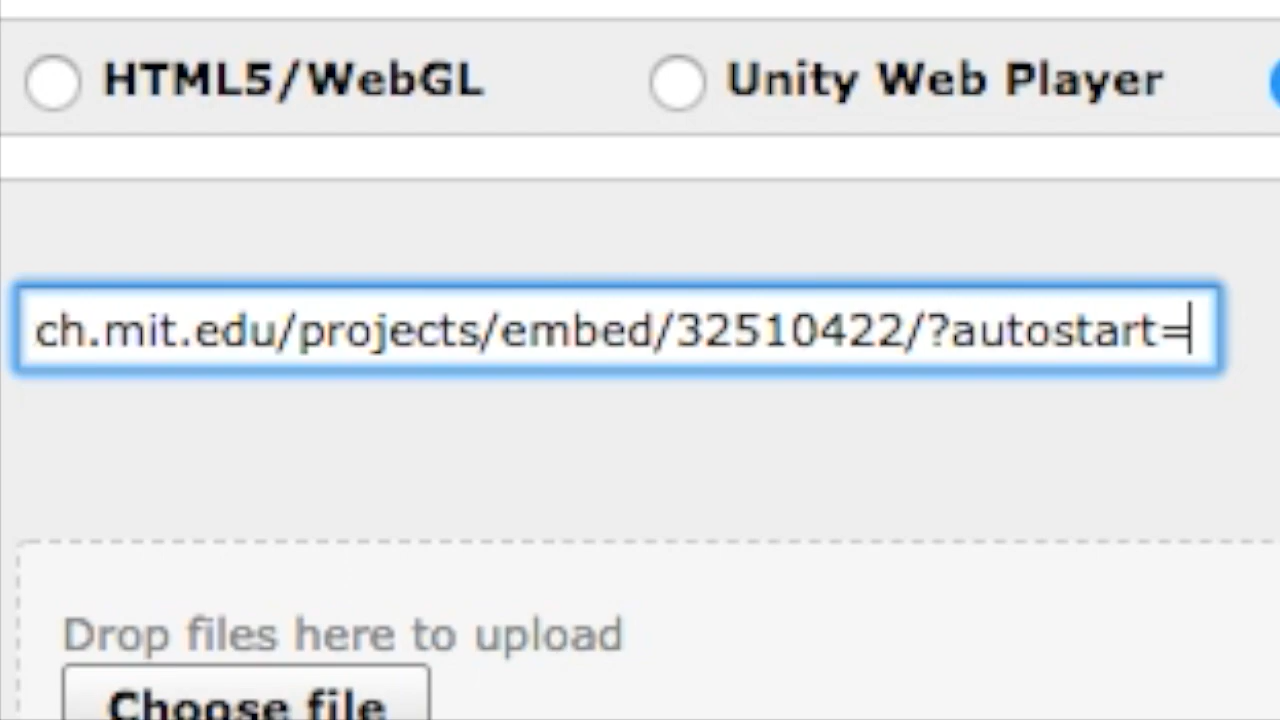 HTML5/WebGL Unity Web Player
ch.mit.edu/projects/embed/32510422/?autostart=
Drop files here to upload
Choose file